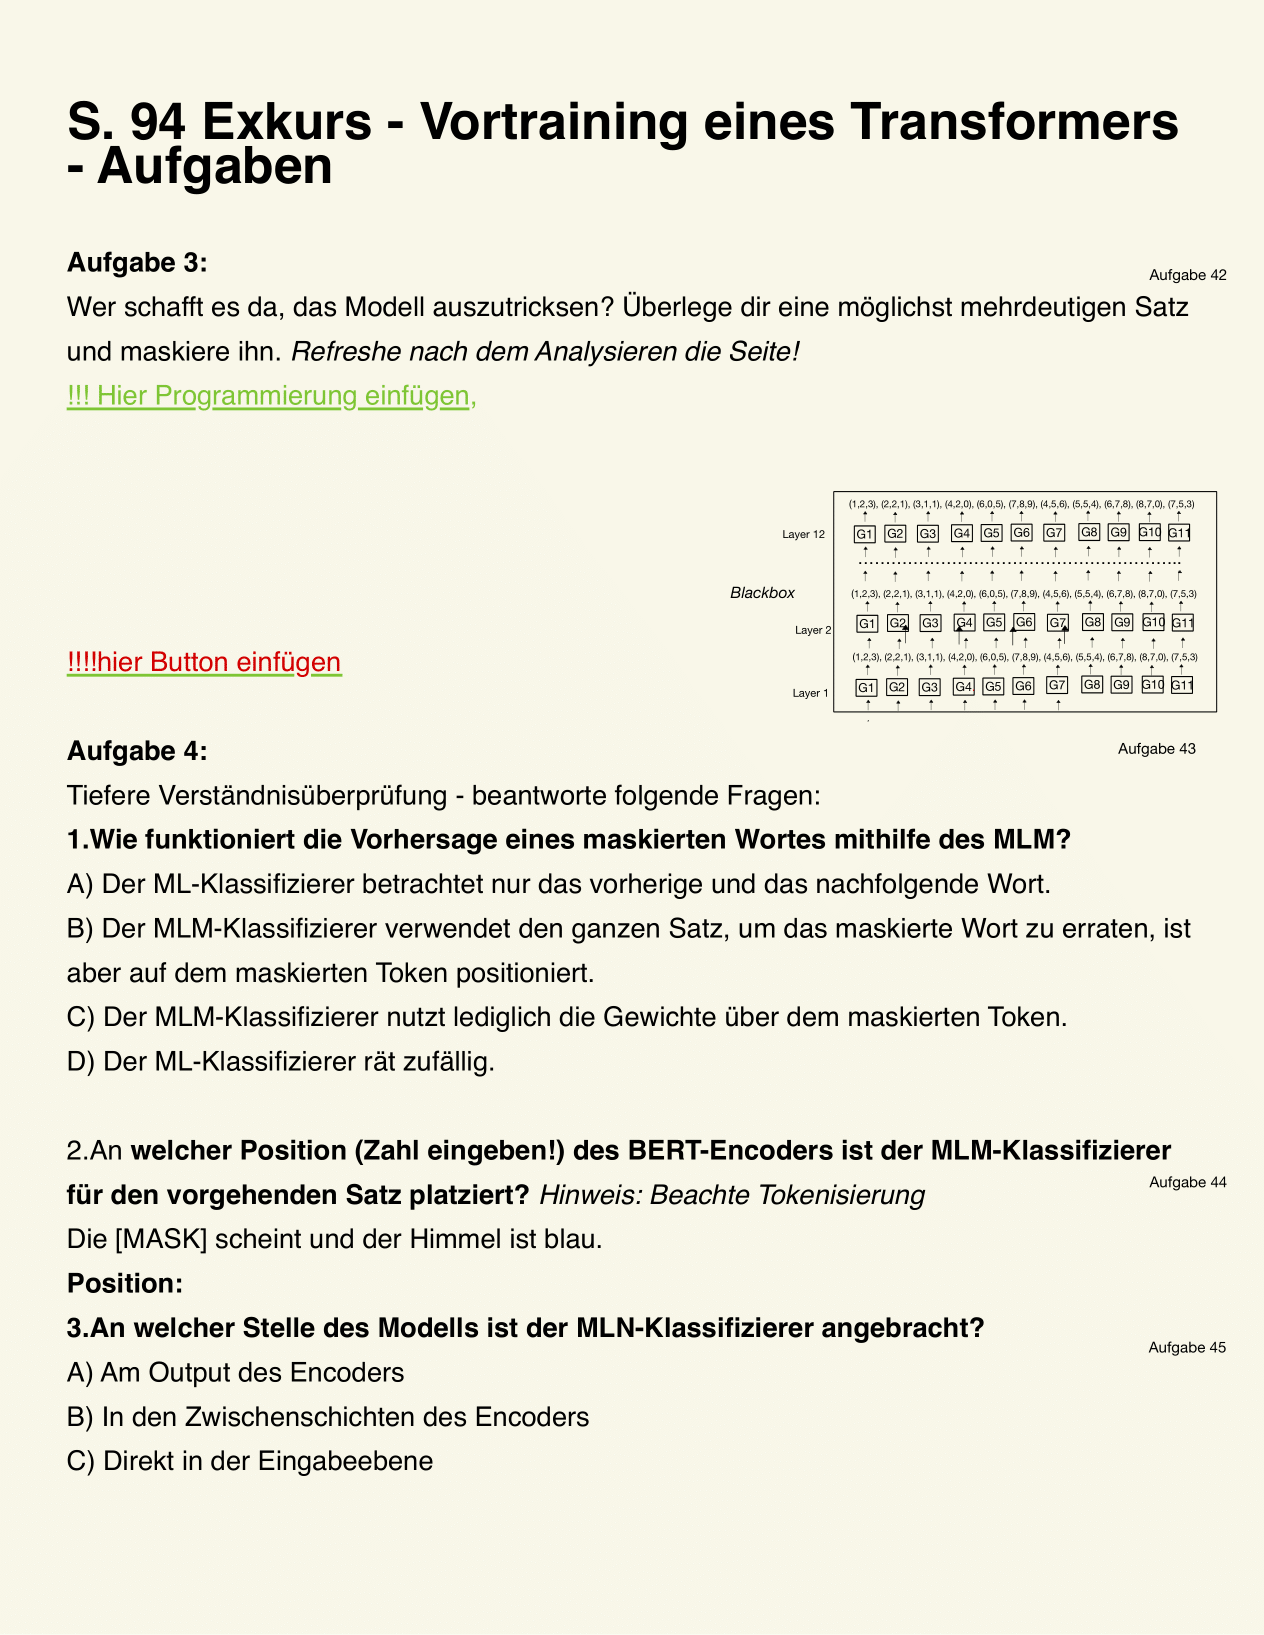 S. 94 Exkurs - Vortraining eines Transformers
- Aufgaben
Aufgabe 3:
Aufgabe 42
Wer schafft es da, das Modell auszutricksen? Überlege dir eine möglichst mehrdeutigen Satz
und maskiere ihn. Refreshe nach dem Analysieren die Seite!
!!! Hier Programmierung einfügen,
(1,2,3), (2,2,1), (3,1,1), (4,2,0), (6,0,5), (7,8,9), (4,5,6), (5,5,4), (6,7,8), (8,7,0), (7,5,3)
Layer 12 G1 G2 G3 G4 G5 G6 G7 G8 G9 G10 G11
Blackbox (1,2,3), (2,2,1), (3,1,1), (4,2,0), (6,0,5), (7,8,9), (4,5,6), (5,5,4), (6,7,8), (8,7,0), (7,5,3)
Layer 2 G1 G2 G3 G4 G5 G6 G7 G8 G9 G10 G11
(1,2,3), (2,2,1), (3,1,1), (4,2,0), (6,0,5), (7,8,9), (4,5,6), (5,5,4), (6,7,8), (8,7,0), (7,5,3)
Layer 1 G1 G2 G3 G4 G5 G6 G7 G8 G9 G10 G11
!!!!hier Button einfügen
Aufgabe 4:
Aufgabe 43
Tiefere Verständnisüberprüfung - beantworte folgende Fragen:
1.Wie funktioniert die Vorhersage eines maskierten Wortes mithilfe des MLM?
A) Der ML-Klassifizierer betrachtet nur das vorherige und das nachfolgende Wort.
B) Der MLM-Klassifizierer verwendet den ganzen Satz, um das maskierte Wort zu erraten, ist
aber auf dem maskierten Token positioniert.
C) Der MLM-Klassifizierer nutzt lediglich die Gewichte über dem maskierten Token.
D) Der ML-Klassifizierer rät zufällig.
2.An welcher Position (Zahl eingeben!) des BERT-Encoders ist der MLM-Klassifizierer
für den vorgehenden Satz platziert? Hinweis: Beachte Tokenisierung
Aufgabe 44
Die [MASK] scheint und der Himmel ist blau.
Position:
3.An welcher Stelle des Modells ist der MLN-Klassifizierer angebracht?
Aufgabe 45
A) Am Output des Encoders
B) In den Zwischenschichten des Encoders
C) Direkt in der Eingabeebene